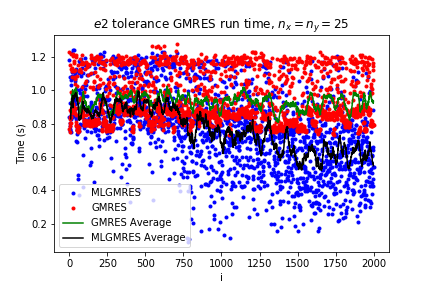 e2 tolerance GMRES run time, n_x = n_y = 25
Time (s)
1.2
1.0
0.8
0.6
0.4
0.2
MLGMRES
GMRES
GMRES Average
MLGMRES Average
0 250 500 750 1000 1250 1500 1750 2000
i